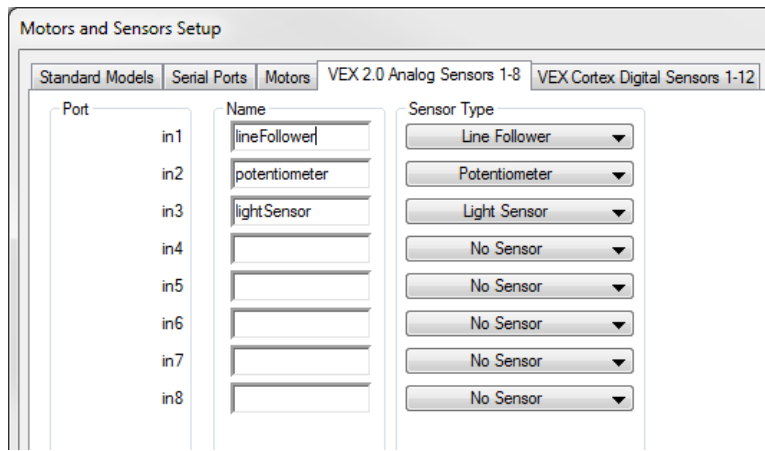 Motors and Sensors Setup
Standard Models Serial Ports Motors VEX 2.0 Analog Sensors 1-8 VEX Cortex Digital Sensors 1-12
Port Name Sensor Type
in1 lineFollower Line Follower
in2 potentiometer Potentiometer
in3 lightSensor Light Sensor
in4 No Sensor
in5 No Sensor
in6 No Sensor
in7 No Sensor
in8 No Sensor